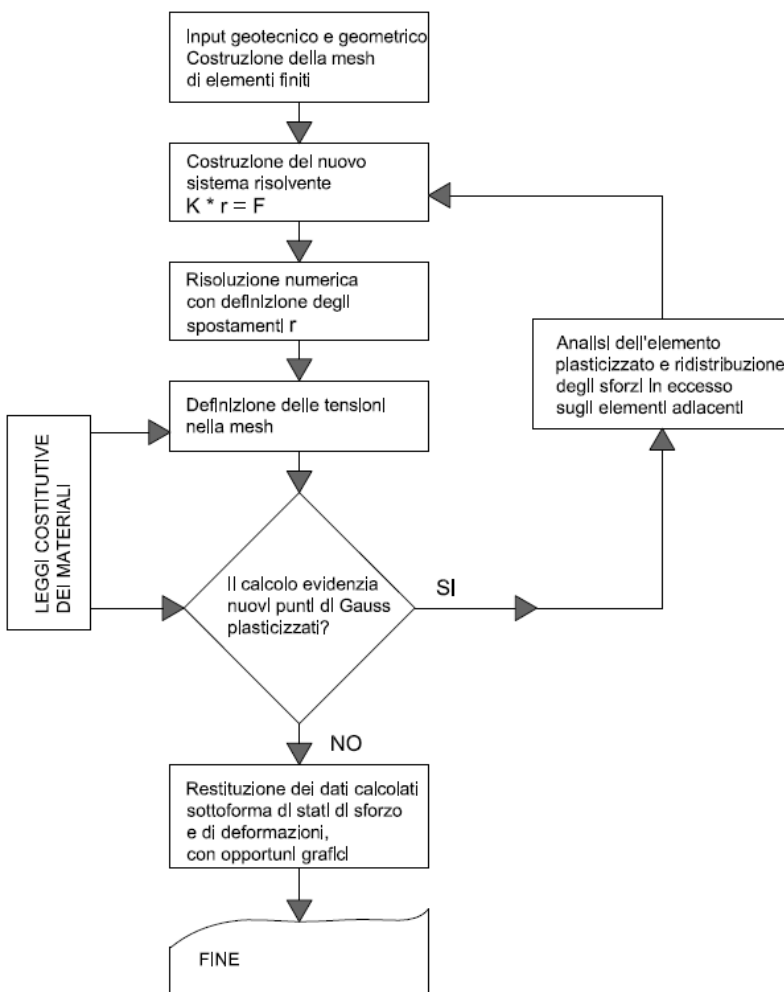 Input geotecnico e geometrico
Costruzione della mesh
di elementi finiti
Costruzione del nuovo
sistema risolvente
K * r = F
Risoluzione numerica
con definizione degli
spostamenti r
Definizione delle tensioni
nella mesh
LEGGI COSTITUTIVE
DEI MATERIALI
Il calcolo evidenzia
nuovi punti di Gauss
plasticizzati?
SI
Analisi dell'elemento
plasticizzato e ridistribuzione
degli sforzi in eccesso
sugli elementi adiacenti
NO
Restituzione dei dati calcolati
sottoforma di stati di sforzo
e di deformazioni,
con opportuni grafici
FINE